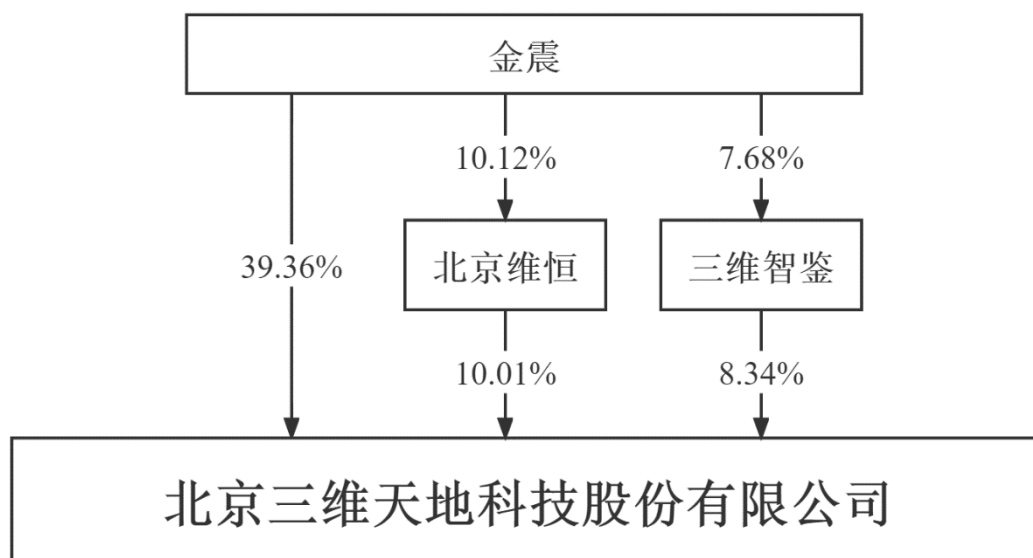 金震
10.12%
7.68%
39.36%
北京维恒
三维智鉴
10.01%
8.34%
北京三维天地科技股份有限公司